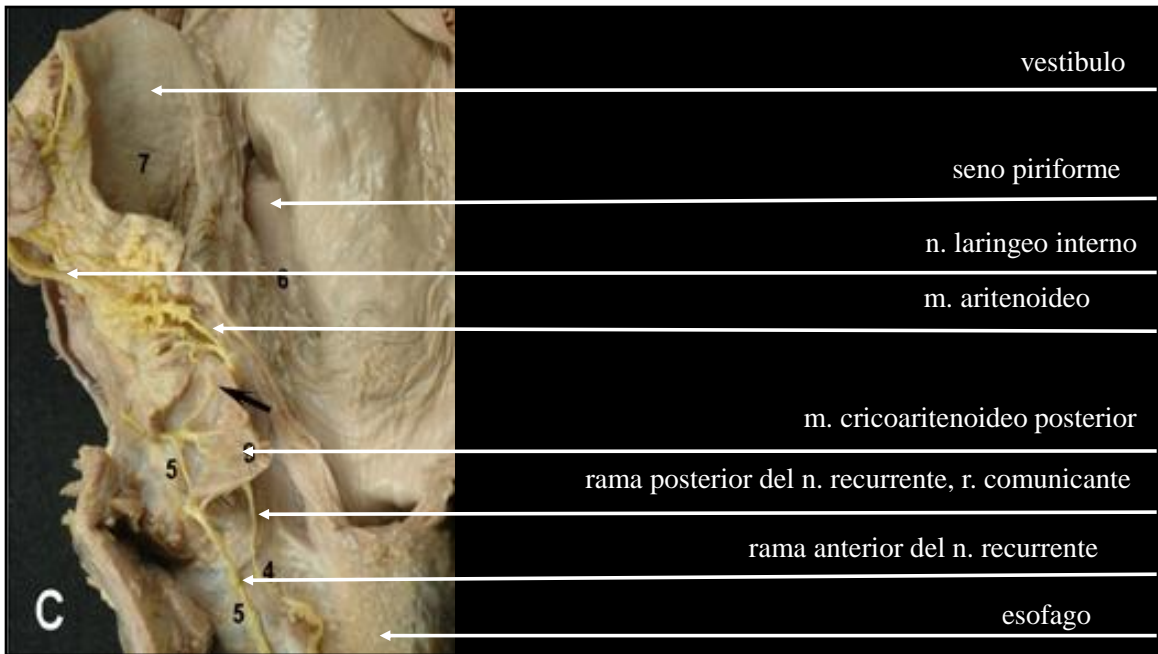 vestibulo
7
seno piriforme
n. laringeo interno
6
m. aritenoideo
m. cricoaritenoideo posterior
9
5
rama posterior del n. recurrente, r. comunicante
rama anterior del n. recurrente
4
5
esofago
C